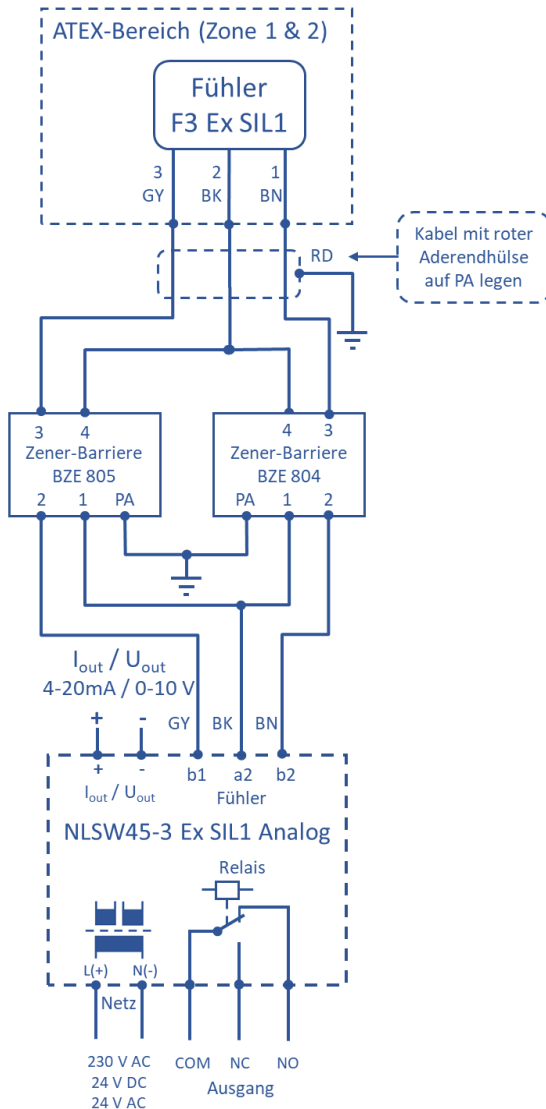 ATEX-Bereich (Zone 1 & 2)
Fühler
F3 Ex SIL1
3 2 1
GY BK BN
RD
Kabel mit roter
Aderendhülse
auf PA legen
3 4
Zener-Barriere
BZE 805
2 1 PA
4 3
Zener-Barriere
BZE 804
PA 1 2
Iout / Uout
4-20mA / 0-10 V
+ -
GY BK BN
+ -
Iout / Uout
b1 a2 b2
Fühler
NLSW45-3 Ex SIL1 Analog
Relais
L(+) N(-)
Netz
230 V AC
24 V DC
24 V AC
COM NC NO
Ausgang